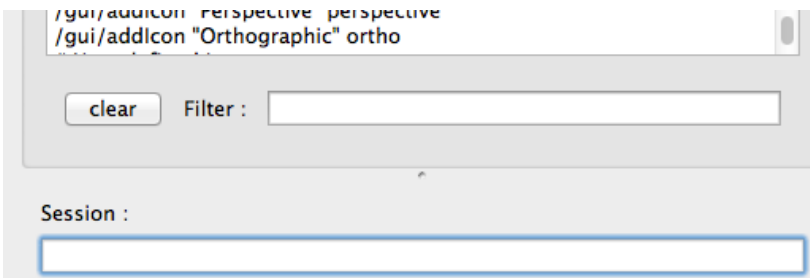 /gui/addIcon "Perspective" perspective
/gui/addIcon "Orthographic" ortho
clear Filter :
Session :